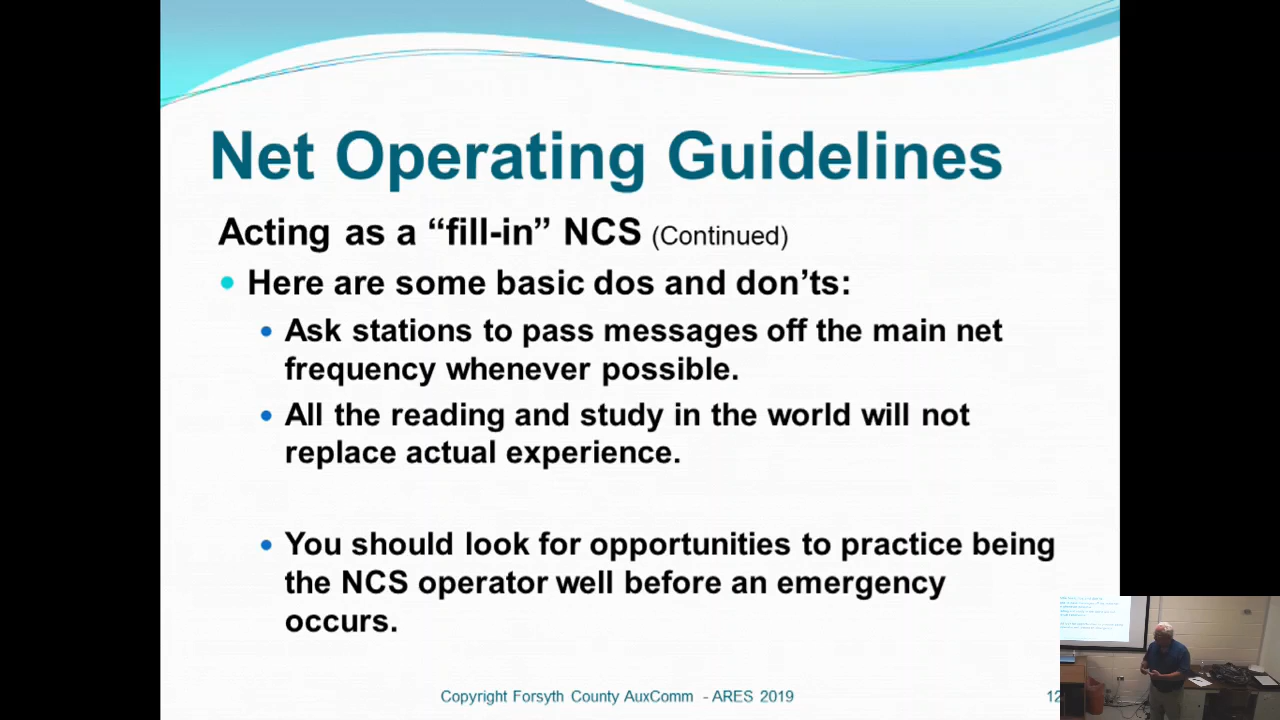 Net Operating Guidelines
Acting as a “fill-in” NCS (Continued)
Here are some basic dos and don’ts:
Ask stations to pass messages off the main net
frequency whenever possible.
All the reading and study in the world will not
replace actual experience.
You should look for opportunities to practice being
the NCS operator well before an emergency
occurs.
Copyright Forsyth County AuxComm - ARES 2019